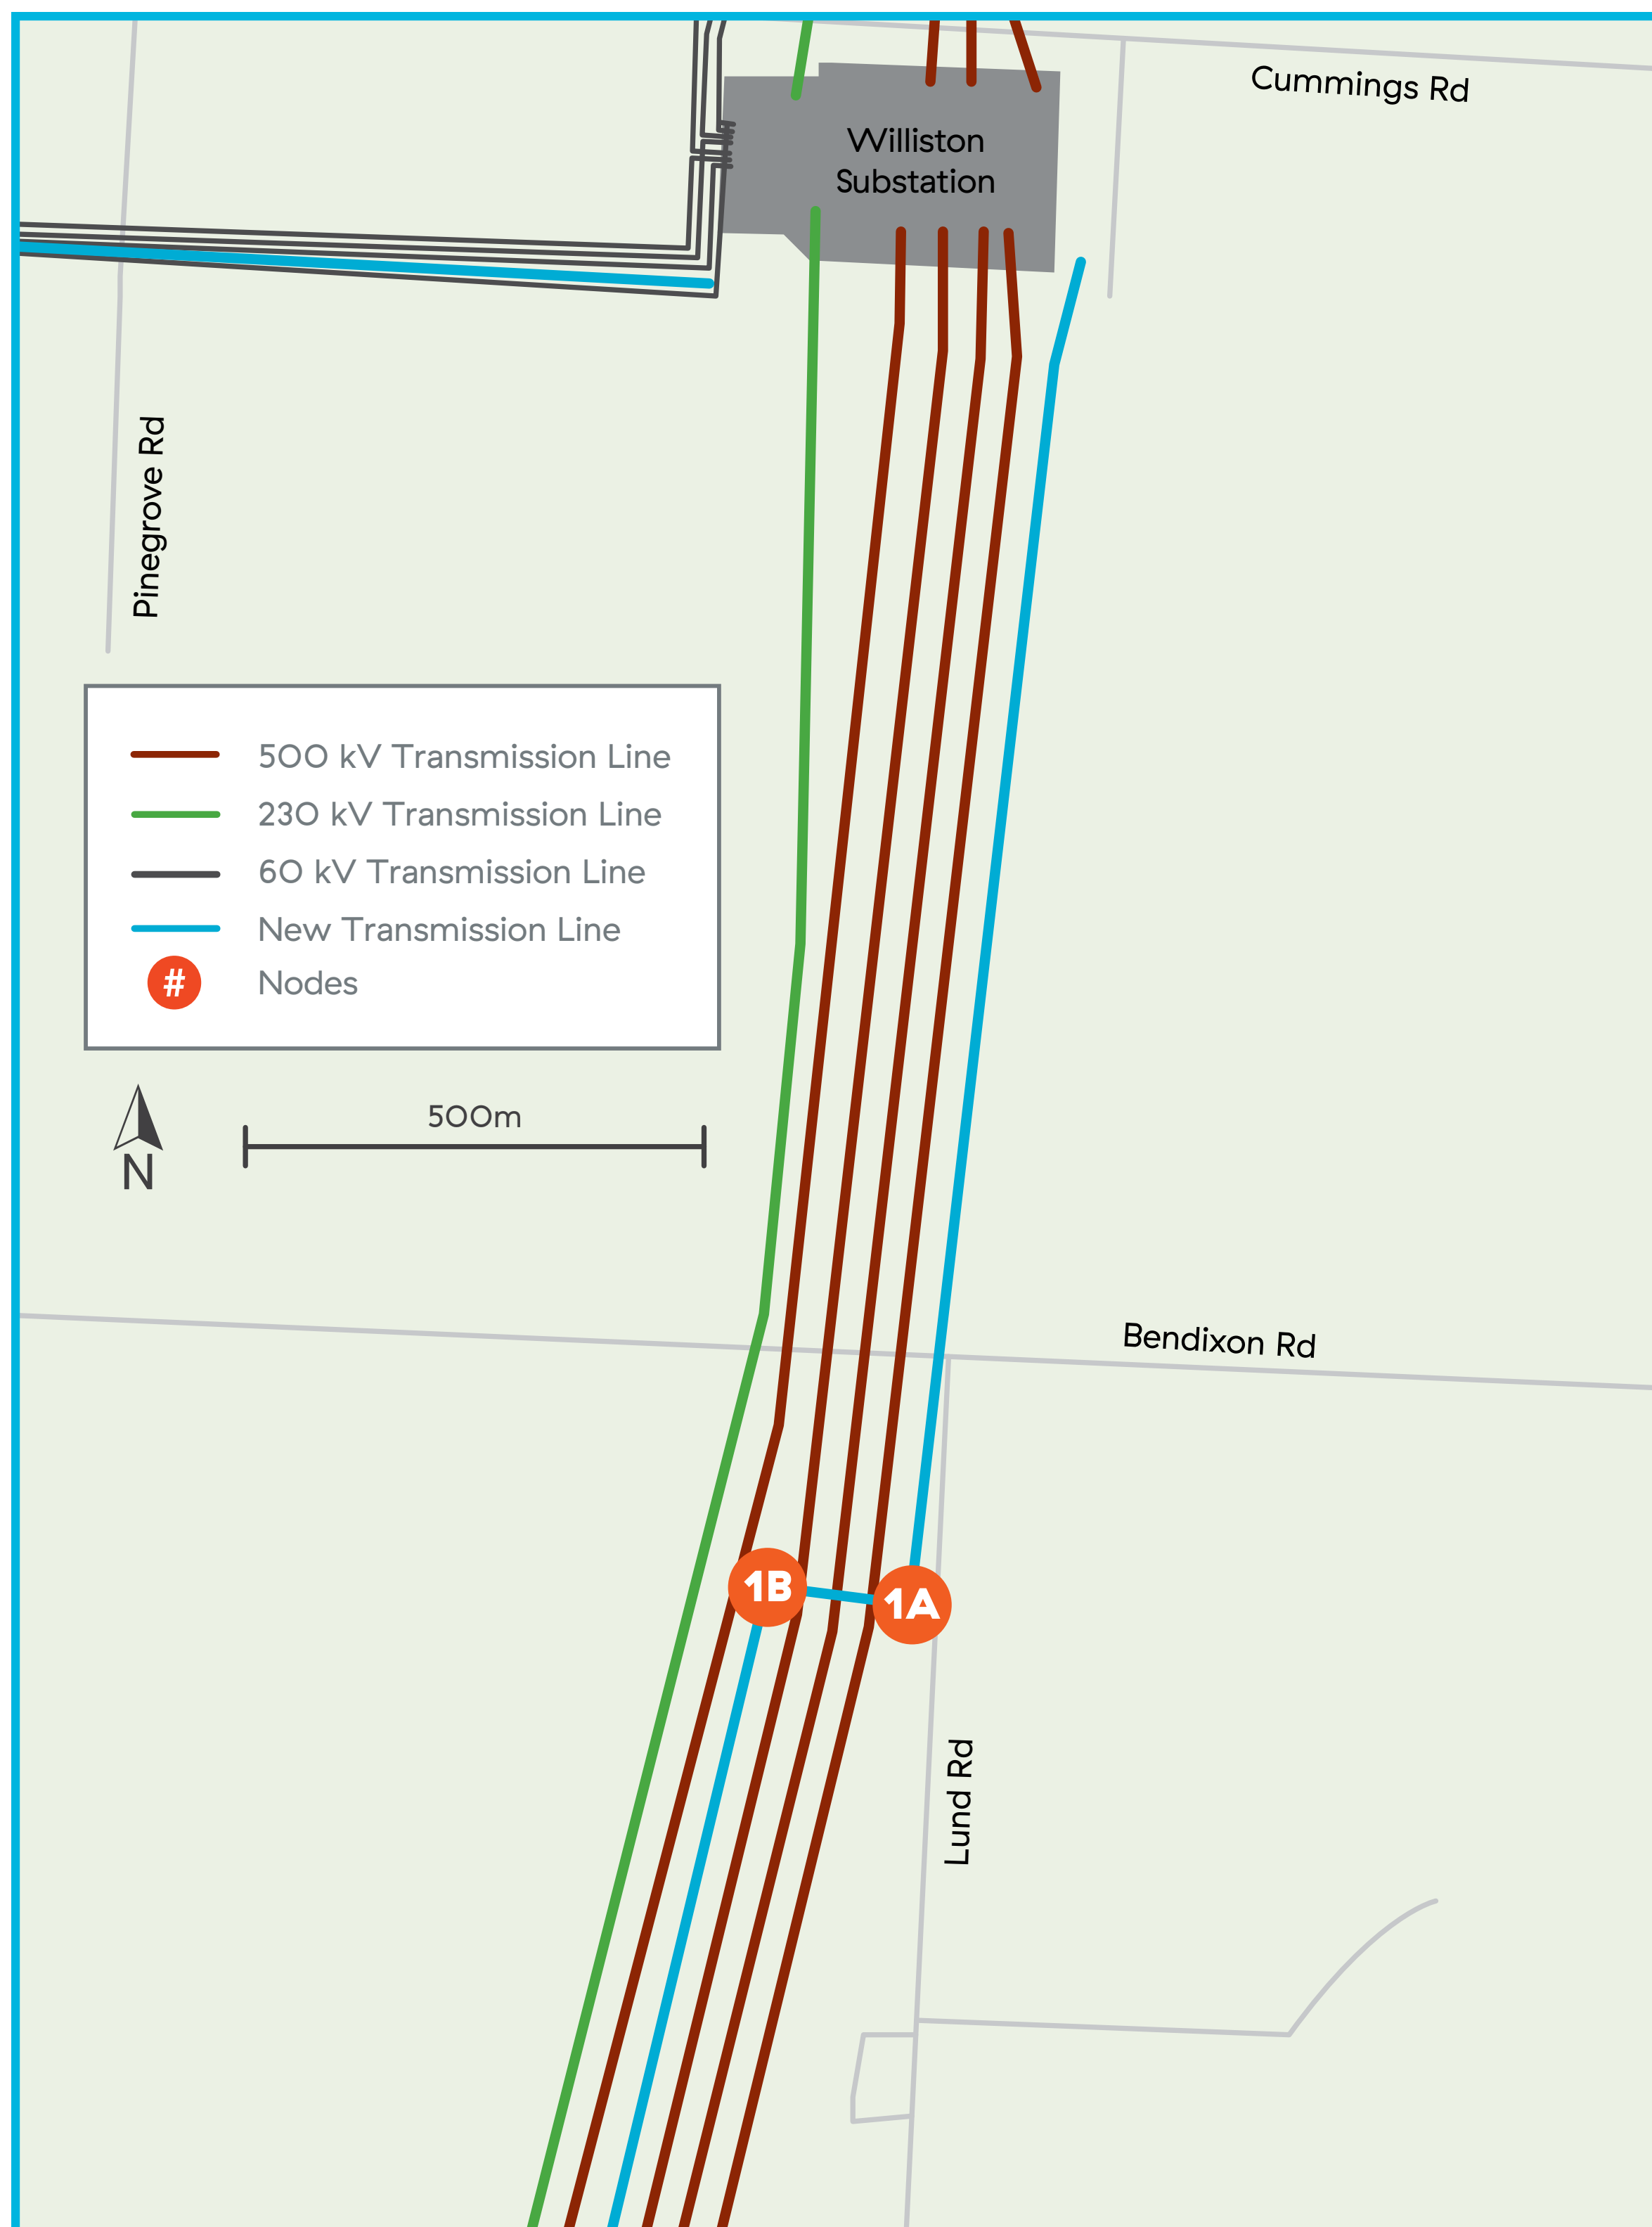 Cummings Rd
Williston
Substation
Pinegrove Rd
500 kV Transmission Line
230 kV Transmission Line
60 kV Transmission Line
New Transmission Line
# Nodes
500m
N
Bendixon Rd
1B
1A
Lund Rd